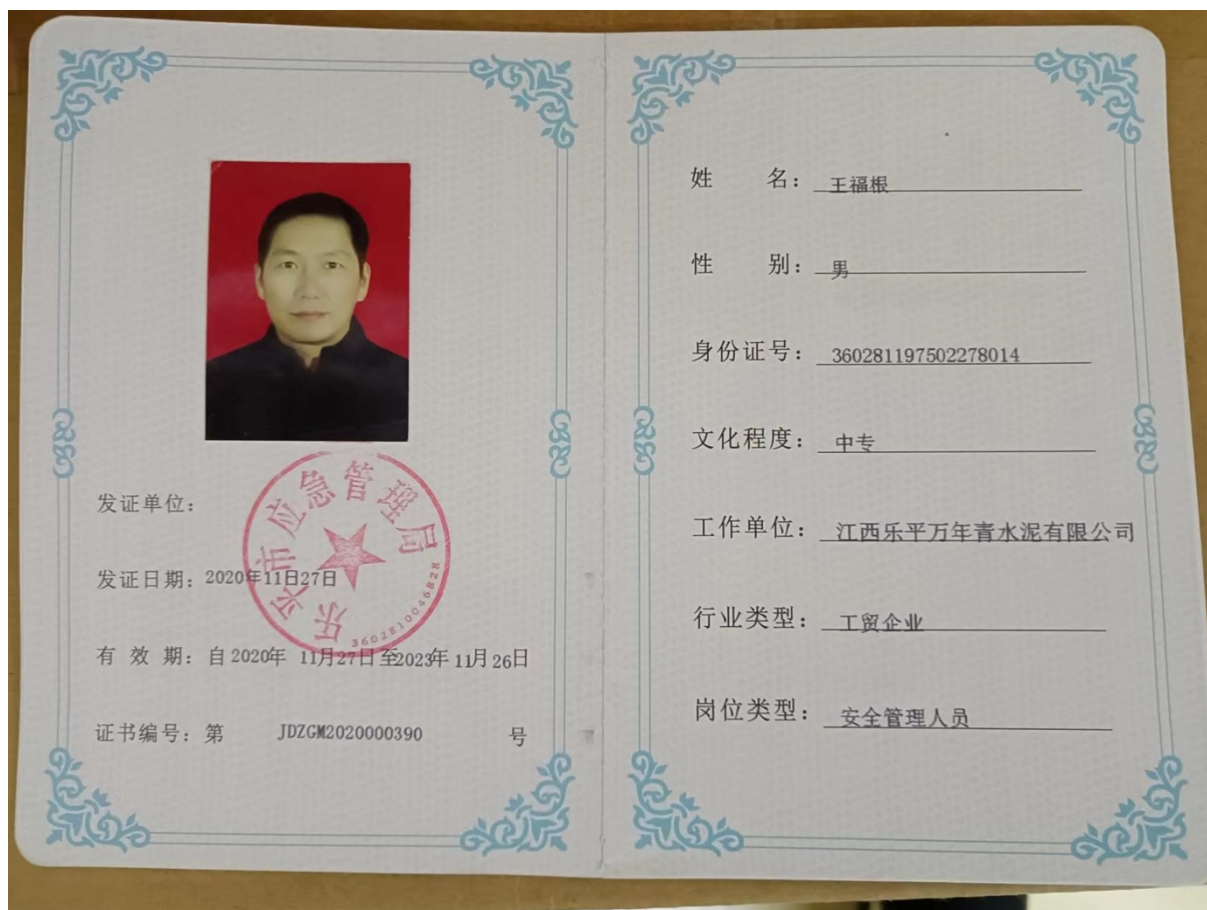 发证单位：
乐平市应急管理局
3602810046828
发证日期：2020年11日27日
有 效 期：自2020年 11月27日至2023年11月26日
证书编号：第 JDZGM2020000390 号
姓 名：王福根
性 别：男
身份证号：360281197502278014
文化程度：中专
工作单位：江西乐平万年青水泥有限公司
行业类型：工贸企业
岗位类型：安全管理人员